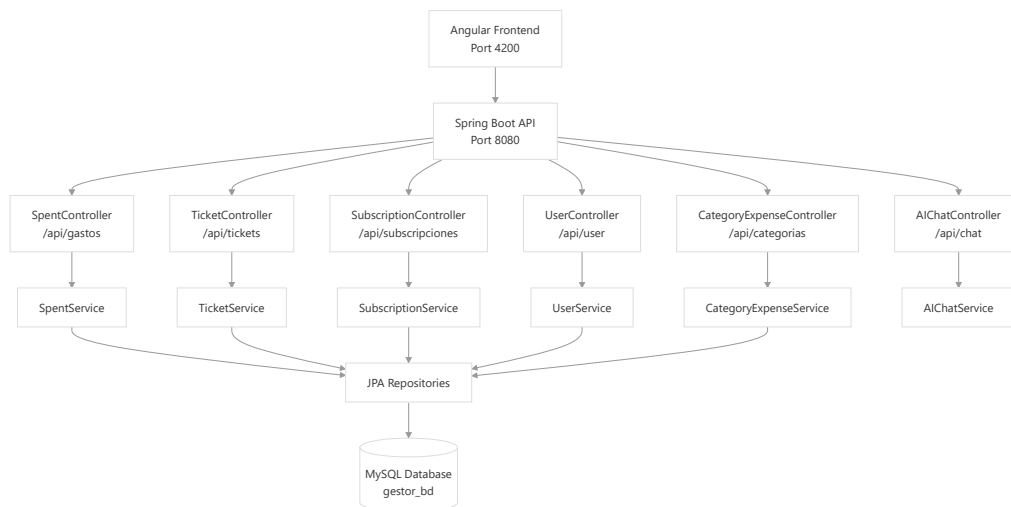 Angular Frontend
Port 4200
Spring Boot API
Port 8080
SpentController
/api/gastos
TicketController
/api/tickets
SubscriptionController
/api/subscripciones
UserController
/api/user
CategoryExpenseController
/api/categorias
AIChatController
/api/chat
SpentService
TicketService
SubscriptionService
UserService
CategoryExpenseService
AIChatService
JPA Repositories
MySQL Database
gestor_bd